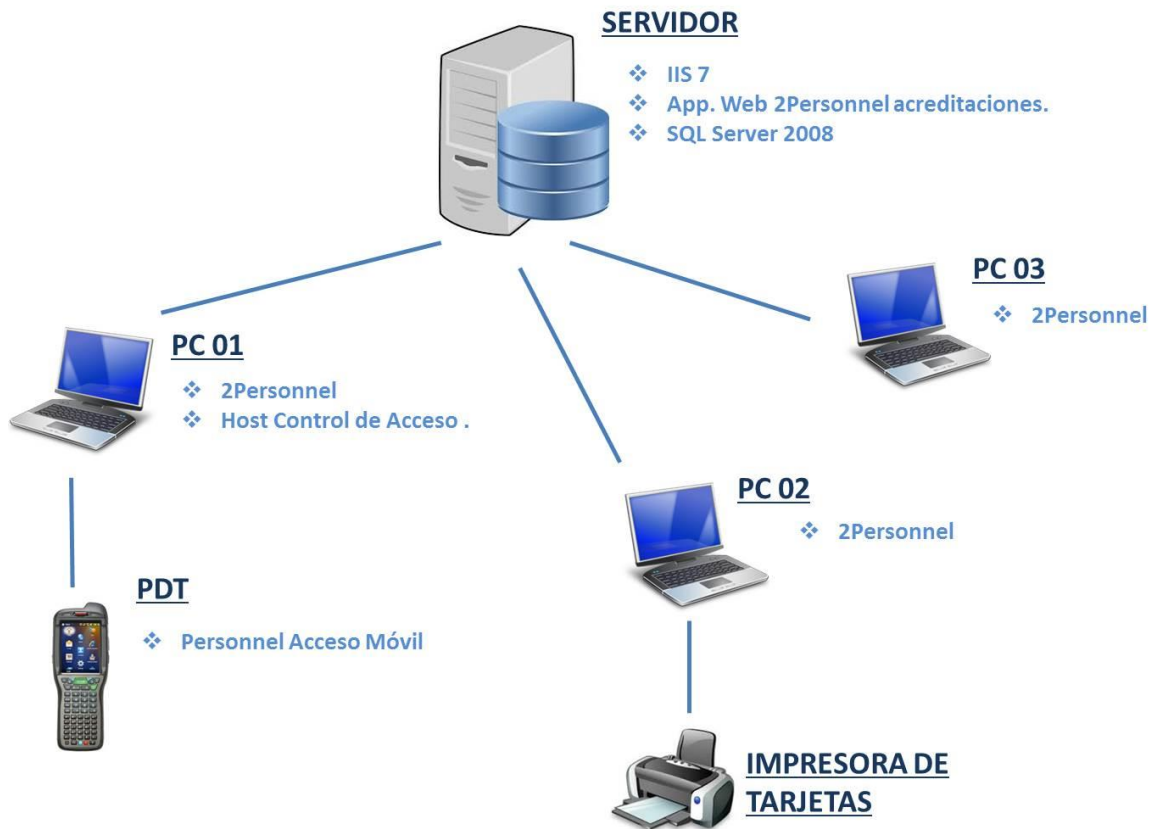 SERVIDOR
❖ IIS 7
❖ App. Web 2Personnel acreditaciones.
❖ SQL Server 2008
PC 03
❖ 2Personnel
PC 01
❖ 2Personnel
❖ Host Control de Acceso .
PC 02
❖ 2Personnel
PDT
❖ Personnel Acceso Móvil
IMPRESORA DE
TARJETAS